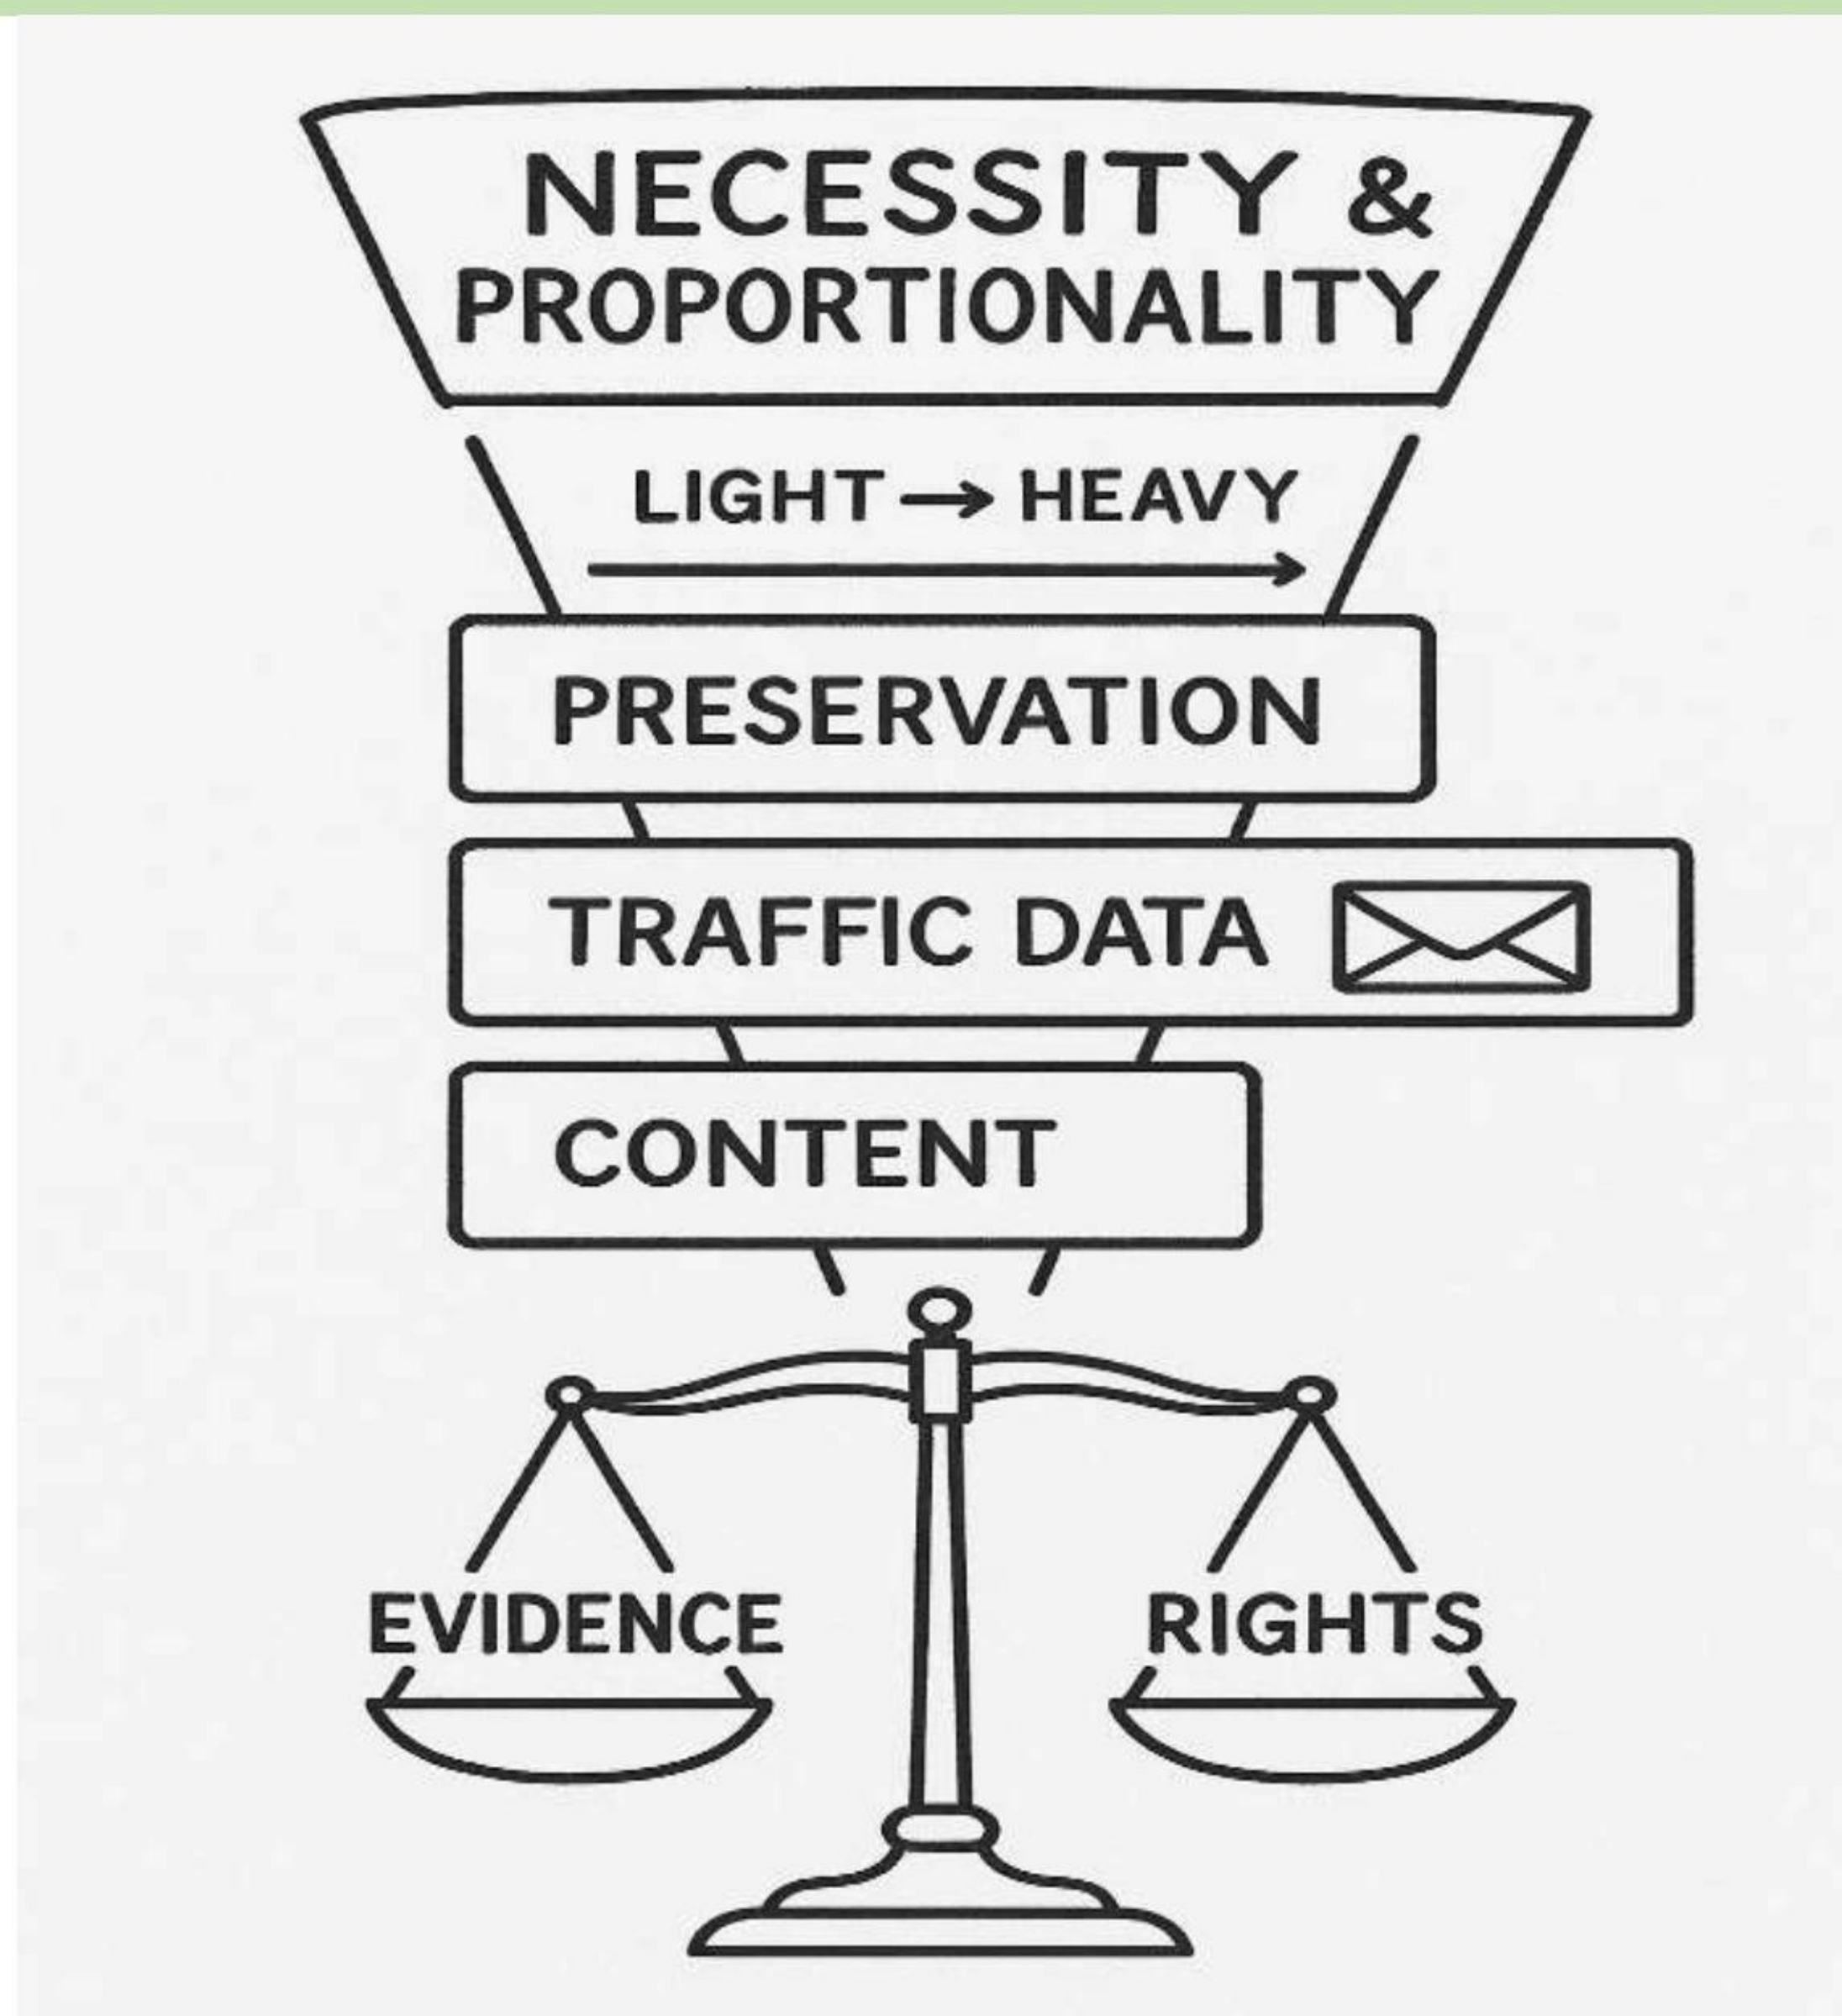 NECESSITY &
PROPORTIONALITY
LIGHT → HEAVY
PRESERVATION
TRAFFIC DATA
CONTENT
EVIDENCE
RIGHTS